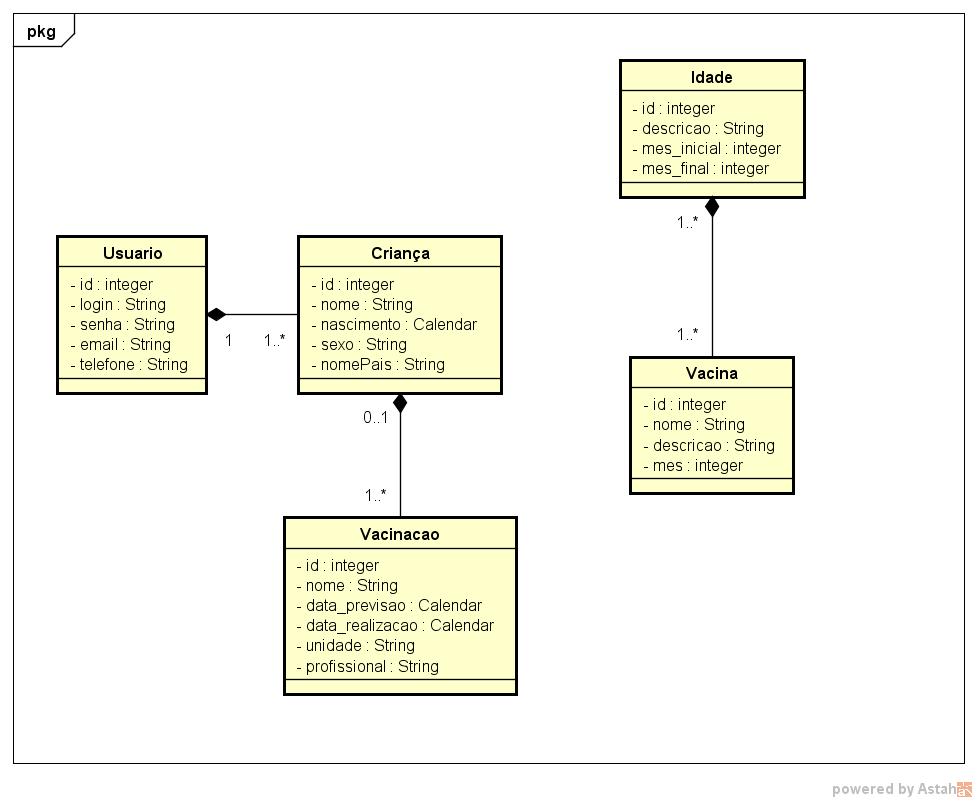 pkg
Idade
- id : integer
- descricao : String
- mes_inicial : integer
- mes_final : integer
1..*
1..*
Vacina
- id : integer
- nome : String
- descricao : String
- mes : integer
Usuario
- id : integer
- login : String
- senha : String
- email : String
- telefone : String
1
1..*
Criança
- id : integer
- nome : String
- nascimento : Calendar
- sexo : String
- nomePais : String
0..1
1..*
Vacinacao
- id : integer
- nome : String
- data_previsao : Calendar
- data_realizacao : Calendar
- unidade : String
- profissional : String
powered by Astah